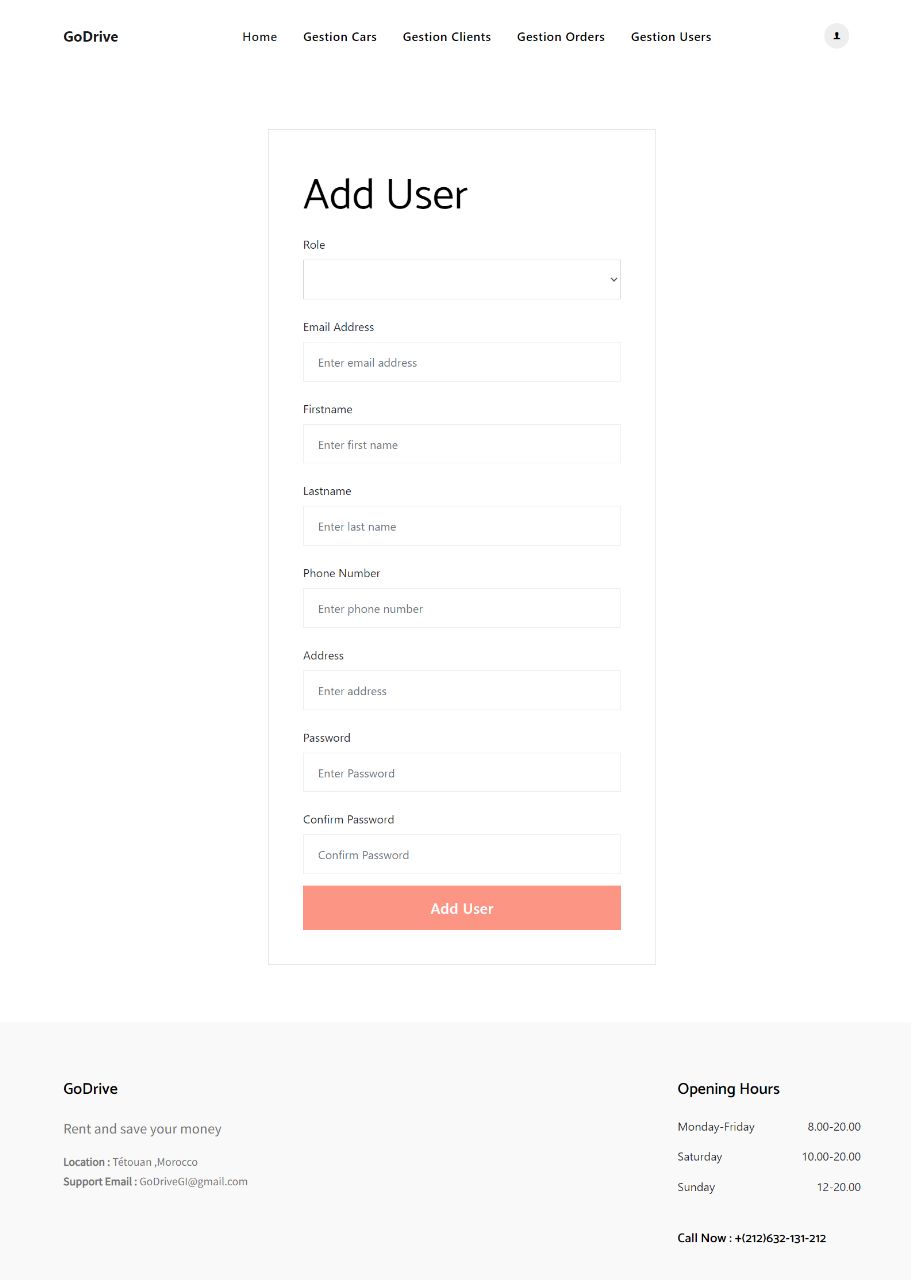 GoDrive
Home Gestion Cars Gestion Clients Gestion Orders Gestion Users
Add User
Role
Email Address
Enter email address
Firstname
Enter first name
Lastname
Enter last name
Phone Number
Enter phone number
Address
Enter address
Password
Enter Password
Confirm Password
Confirm Password
Add User
GoDrive
Rent and save your money
Location : Tétouan ,Morocco
Support Email : GoDriveGI@gmail.com
Opening Hours
Monday-Friday 8.00-20.00
Saturday 10.00-20.00
Sunday 12-20.00
Call Now : +(212)632-131-212